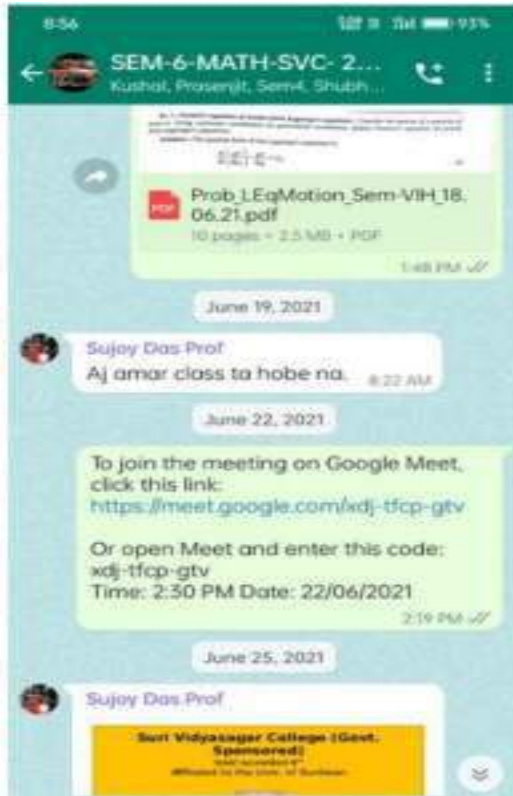 8:56
93%
SEM-6-MATH-SVC- 2...
Kushal, Prosenjit, Sem4, Shubh...
PDF
Prob_LEqMotion_Sem-VIH_18.
06.21.pdf
10 pages • 2.5 MB • PDF
1:48 PM
June 19, 2021
Sujoy Das Prof
Aj amar class ta hobe na.
8:22 AM
June 22, 2021
To join the meeting on Google Meet,
click this link:
https://meet.google.com/xdj-tfcp-gtv
Or open Meet and enter this code:
xdj-tfcp-gtv
Time: 2:30 PM Date: 22/06/2021
2:19 PM
June 25, 2021
Sujoy Das Prof
Suri Vidyasagar College (Govt.
Sponsored)
Affiliated to the Univ. of Burdwan